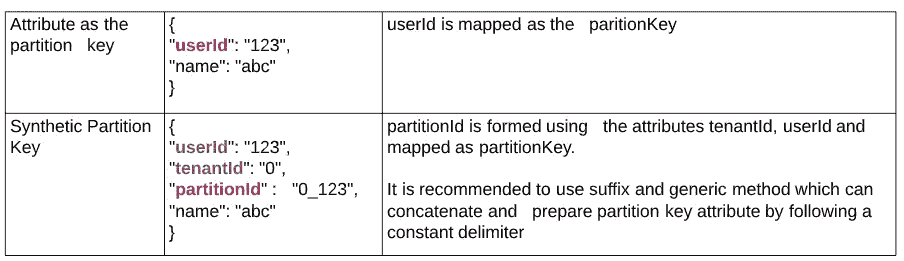 Attribute as the
partition key
{
"userId": "123",
"name": "abc"
}
userId is mapped as the paritionKey
Synthetic Partition
Key
{
"userId": "123",
"tenantId": "0",
"partitionId" : "0_123",
"name": "abc"
}
partitionId is formed using the attributes tenantId, userId and
mapped as partitionKey.
It is recommended to use suffix and generic method which can
concatenate and prepare partition key attribute by following a
constant delimiter